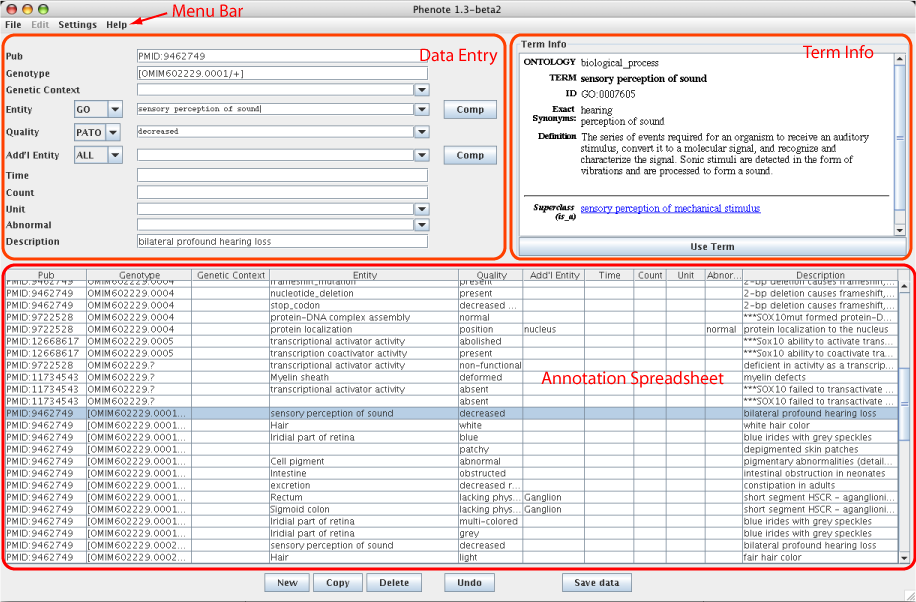 Phenote 1.3-beta2
Menu Bar
File Edit Settings Help
Data Entry
Pub PMID:9462749
Genotype [OMIM602229.0001/+]
Genetic Context
Entity GO sensory perception of sound Comp
Quality PATO decreased
Add'l Entity ALL Comp
Time
Count
Unit
Abnormal
Description bilateral profound hearing loss
Term Info
Term Info
ONTOLOGY biological_process
TERM sensory perception of sound
ID GO:0007605
Exact Synonyms: hearing
perception of sound
Definition The series of events required for an organism to receive an auditory
stimulus, convert it to a molecular signal, and recognize and
characterize the signal. Sonic stimuli are detected in the form of
vibrations and are processed to form a sound.
Superclass (is_a) sensory perception of mechanical stimulus
Use Term
Pub Genotype Genetic Context Entity Quality Add'l Entity Time Count Unit Abnor... Description
PMID:9462749 OMIM602229.0004 frameshift_mutation present 2-bp deletion causes frameshift,...
PMID:9462749 OMIM602229.0004 nucleotide_deletion present 2-bp deletion causes frameshift,...
PMID:9462749 OMIM602229.0004 stop_codon decreased ... 2-bp deletion causes frameshift,...
PMID:9722528 OMIM602229.0004 protein-DNA complex assembly normal ***SOX10mut formed protein-D...
PMID:9722528 OMIM602229.0004 protein localization position nucleus normal protein localization to the nucleus
PMID:12668617 OMIM602229.0005 transcriptional activator activity abolished ***Sox10 ability to activate trans...
PMID:12668617 OMIM602229.0005 transcription coactivator activity present ***Sox10 ability to coactivate tra...
PMID:9722528 OMIM602229.? transcriptional activator activity non-functional deficient in activity as a transcrip...
PMID:11734543 OMIM602229.? Myelin sheath deformed myelin defects
PMID:11734543 OMIM602229.? transcriptional activator activity absent ***SOX10 failed to transactivate ...
PMID:11734543 OMIM602229.? absent ***SOX10 failed to transactivate ...
Annotation Spreadsheet
PMID:9462749 [OMIM602229.0001... sensory perception of sound decreased bilateral profound hearing loss
PMID:9462749 [OMIM602229.0001... Hair white white hair color
PMID:9462749 [OMIM602229.0001... Iridial part of retina blue blue irides with grey speckles
PMID:9462749 [OMIM602229.0001... patchy depigmented skin patches
PMID:9462749 [OMIM602229.0001... Cell pigment abnormal pigmentary abnormalities (detail...
PMID:9462749 [OMIM602229.0001... Intestine obstructed intestinal obstruction in neonates
PMID:9462749 [OMIM602229.0001... excretion decreased r... constipation in adults
PMID:9462749 [OMIM602229.0001... Rectum lacking phys... Ganglion short segment HSCR - aganglioni...
PMID:9462749 [OMIM602229.0001... Sigmoid colon lacking phys... Ganglion short segment HSCR - aganglioni...
PMID:9462749 [OMIM602229.0001... Iridial part of retina multi-colored blue irides with grey speckles
PMID:9462749 [OMIM602229.0001... Iridial part of retina grey blue irides with grey speckles
PMID:9462749 [OMIM602229.0002... sensory perception of sound decreased bilateral profound hearing loss
PMID:9462749 [OMIM602229.0002... Hair light fair hair color
New Copy Delete Undo Save data